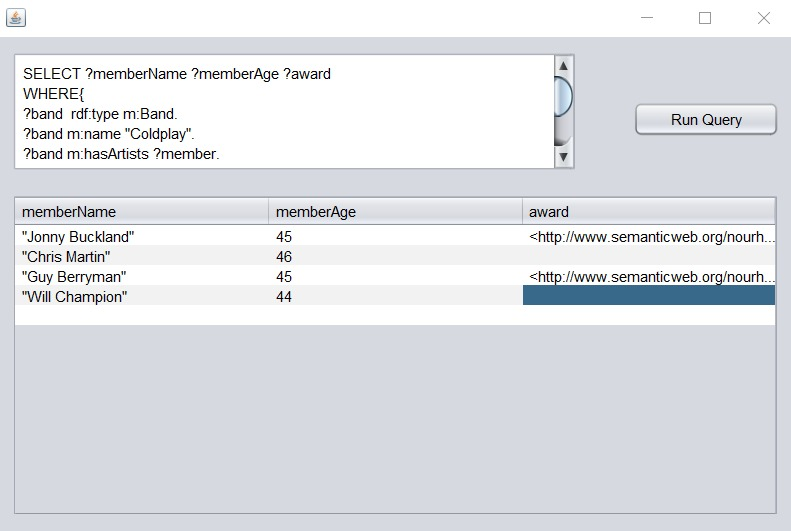 SELECT ?memberName ?memberAge ?award
WHERE{
?band  rdf:type m:Band.
?band m:name "Coldplay".
?band m:hasArtists ?member.
Run Query
memberName memberAge award
"Jonny Buckland" 45 <http://www.semanticweb.org/nourh...
"Chris Martin" 46
"Guy Berryman" 45 <http://www.semanticweb.org/nourh...
"Will Champion" 44